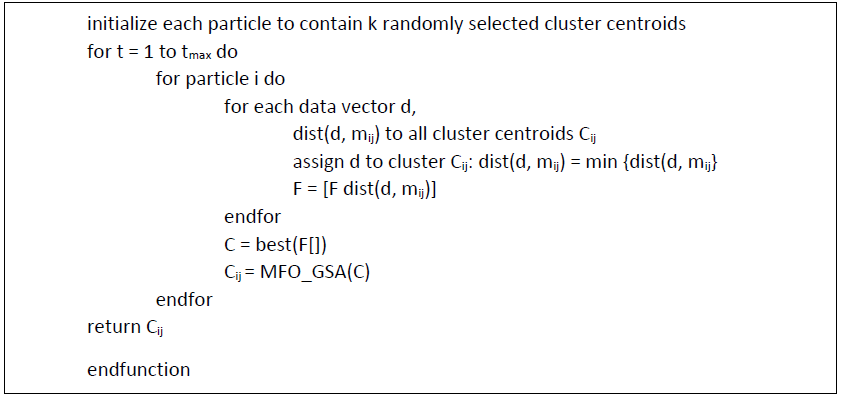 initialize each particle to contain k randomly selected cluster centroids
for t = 1 to tmax do
for particle i do
for each data vector d,
dist(d, mij) to all cluster centroids Cij
assign d to cluster Cij: dist(d, mij) = min {dist(d, mij}
F = [F dist(d, mij)]
endfor
C = best(F[])
Cij = MFO_GSA(C)
endfor
return Cij
endfunction